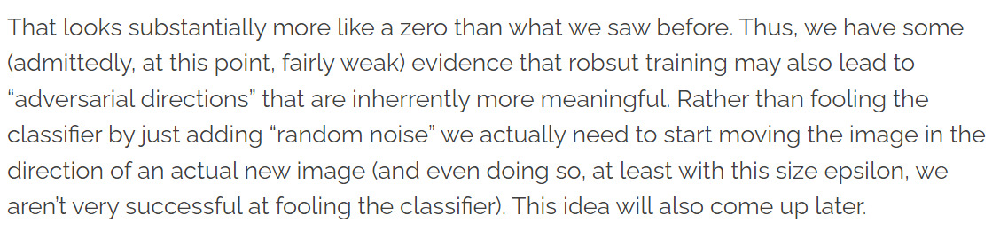 That looks substantially more like a zero than what we saw before. Thus, we have some
(admittedly, at this point, fairly weak) evidence that robsut training may also lead to
“adversarial directions” that are inherrently more meaningful. Rather than fooling the
classifier by just adding “random noise” we actually need to start moving the image in the
direction of an actual new image (and even doing so, at least with this size epsilon, we
aren’t very successful at fooling the classifier). This idea will also come up later.